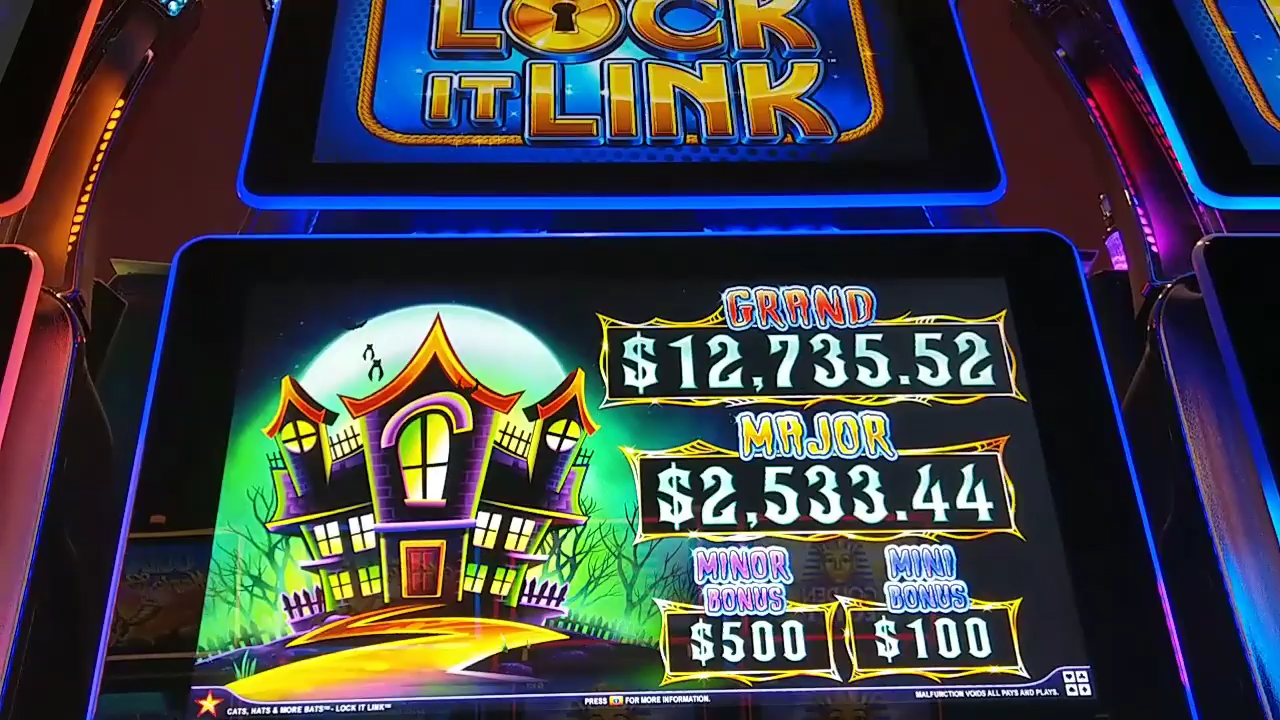 LOCK
IT LINK
GRAND
$12,735.52
MAJOR
$2,533.44
MINOR
BONUS
$500
MINI
BONUS
$100
CATS, HATS & MORE BATS™ - LOCK IT LINK™
PRESS FOR MORE INFORMATION.
MALFUNCTION VOIDS ALL PAYS AND PLAYS.